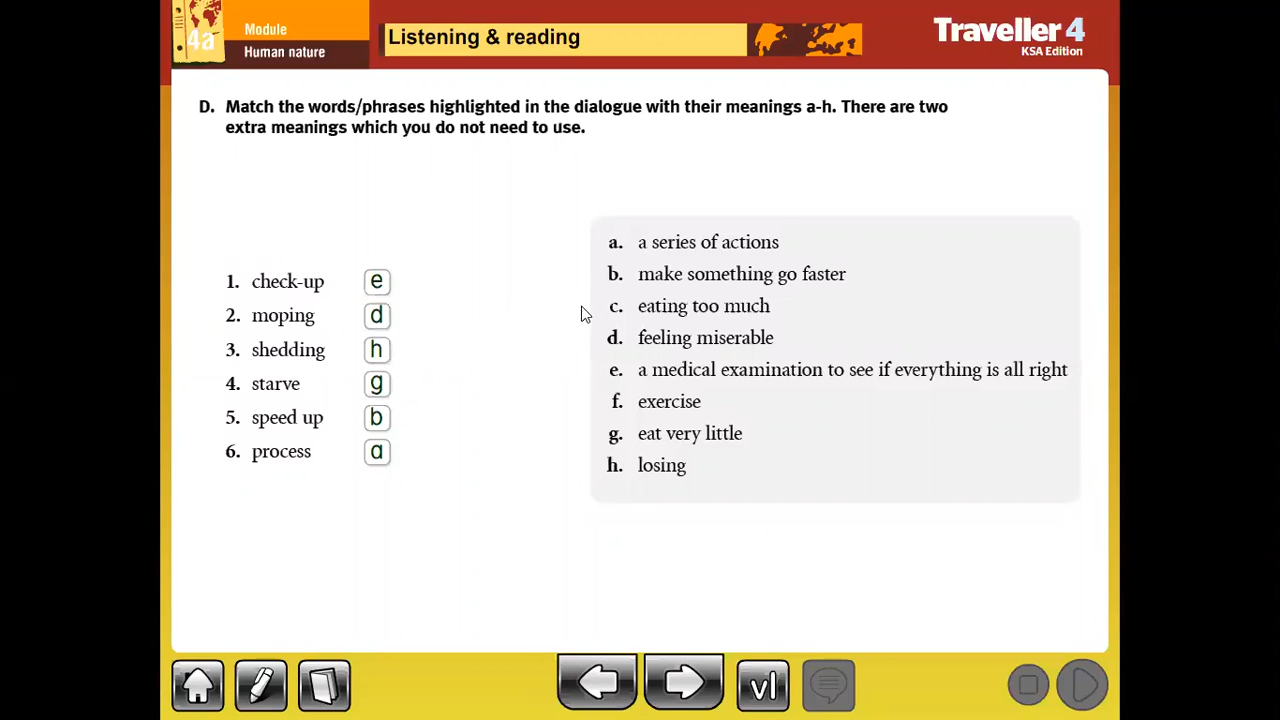 4a
Module
Human nature
Listening & reading
Traveller 4
KSA Edition
D. Match the words/phrases highlighted in the dialogue with their meanings a-h. There are two
extra meanings which you do not need to use.
1. check-up e
2. moping d
3. shedding h
4. starve g
5. speed up b
6. process a
a. a series of actions
b. make something go faster
c. eating too much
d. feeling miserable
e. a medical examination to see if everything is all right
f. exercise
g. eat very little
h. losing
vl